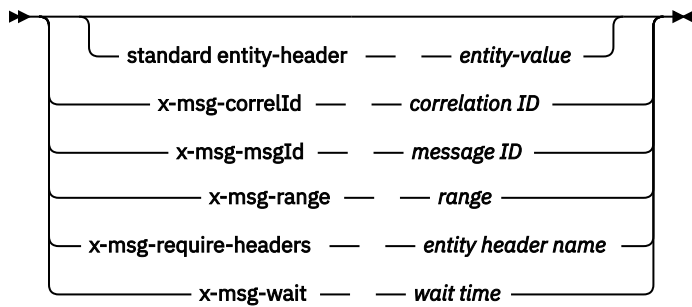 standard entity-header — entity-value
x-msg-correlId — correlation ID
x-msg-msgId — message ID
x-msg-range — range
x-msg-require-headers — entity header name
x-msg-wait — wait time